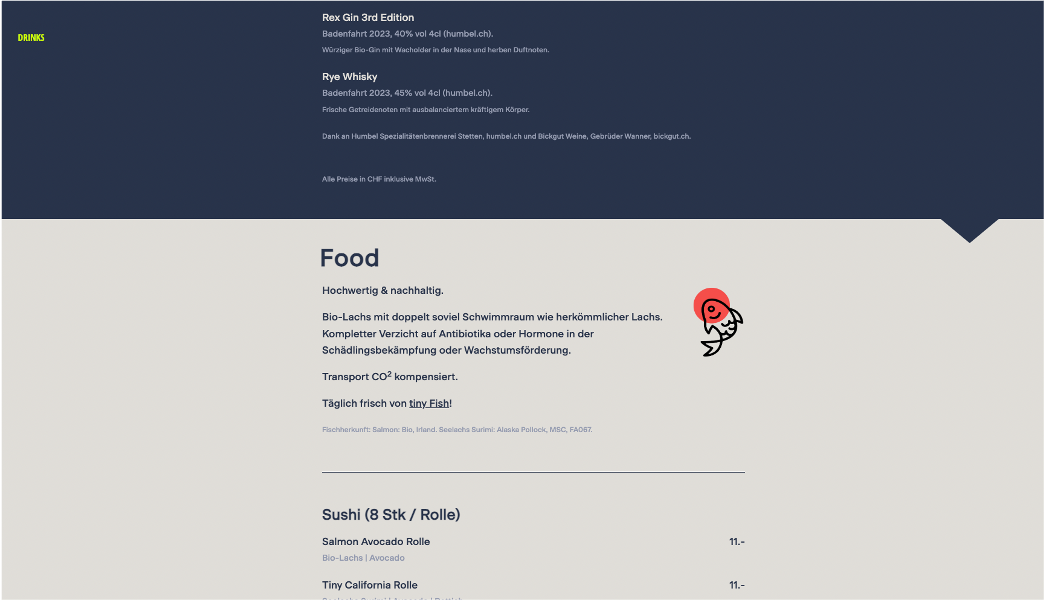 DRINKS
Rex Gin 3rd Edition
Badenfahrt 2023, 40% vol 4cl (humbel.ch).
Würziger Bio-Gin mit Wacholder in der Nase und herben Duftnoten.
Rye Whisky
Badenfahrt 2023, 45% vol 4cl (humbel.ch).
Frische Getreidenoten mit ausbalanciertem kräftigem Körper.
Dank an Humbel Spezialitätenbrennerei Stetten, humbel.ch und Bickgut Weine, Gebrüder Wanner, bickgut.ch.
Alle Preise in CHF inklusive MwSt.
Food
Hochwertig & nachhaltig.
Bio-Lachs mit doppelt soviel Schwimmraum wie herkömmlicher Lachs.
Kompletter Verzicht auf Antibiotika oder Hormone in der
Schädlingsbekämpfung oder Wachstumsförderung.
Transport CO² kompensiert.
Täglich frisch von tiny Fish!
Fischherkunft: Salmon: Bio, Irland. Seelachs Surimi: Alaska Pollock, MSC, FAO67.
Sushi (8 Stk / Rolle)
Salmon Avocado Rolle 11.-
Bio-Lachs | Avocado
Tiny California Rolle 11.-